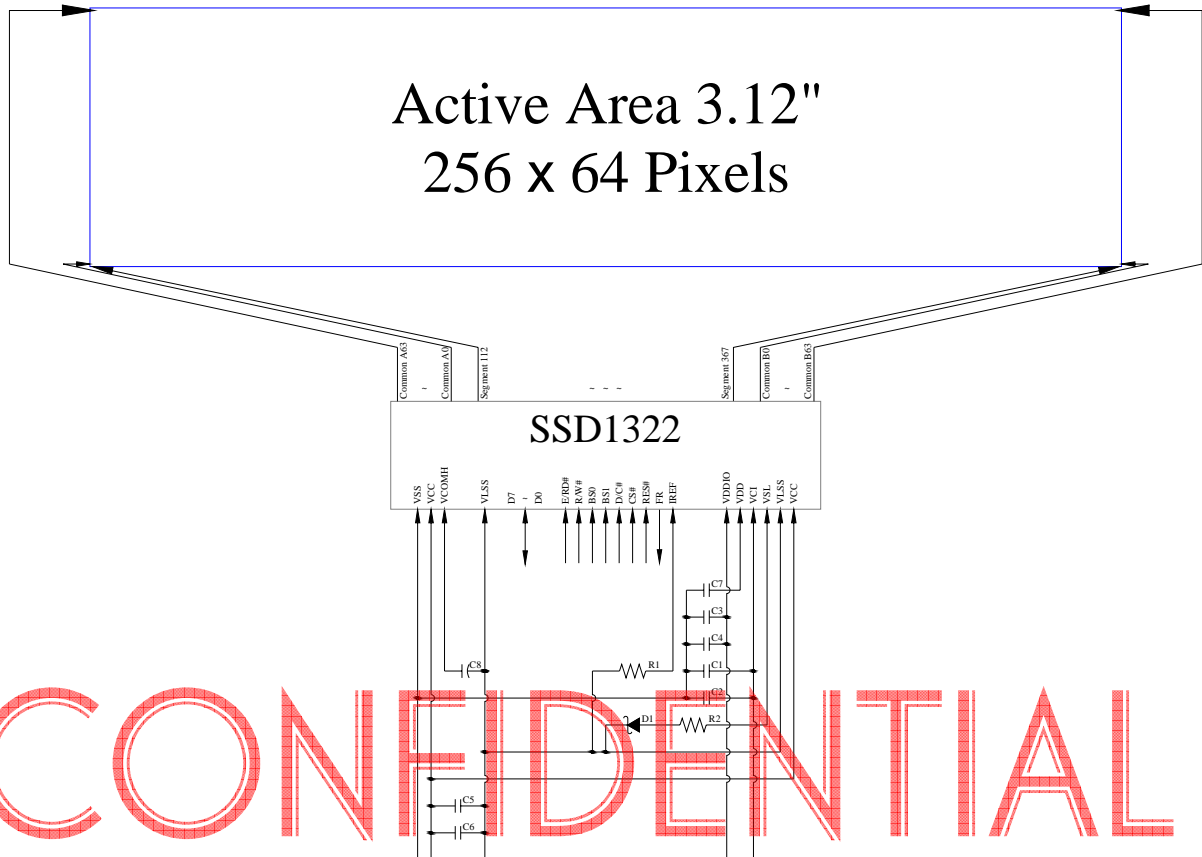 Active Area 3.12"
256 x 64 Pixels
Common A63
~
Common A0
Segment 112
~
~
~
Segment 367
Common B0
~
Common B63
SSD1322
VSS
VCC
VCOMH
VLSS
D7
~
D0
E/RD#
R/W#
BS0
BS1
D/C#
CS#
RES#
FR
IREF
VDDIO
VDD
VCI
VSL
VLSS
VCC
C7
C3
C4
C8
R1
C1
C2
D1
R2
C5
C6
CONFIDENTIAL